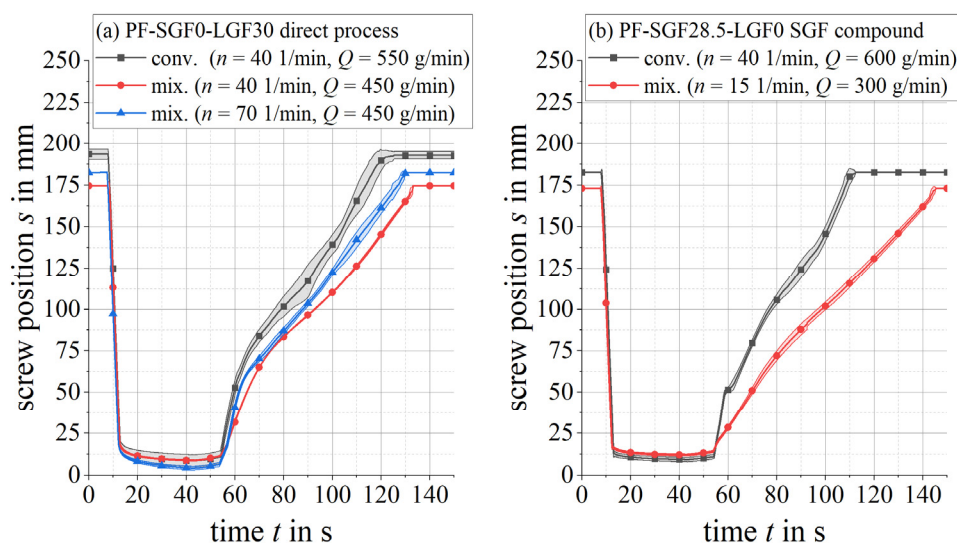 (a) PF-SGF0-LGF30 direct process
conv. (n = 40 1/min, Q = 550 g/min)
mix. (n = 40 1/min, Q = 450 g/min)
mix. (n = 70 1/min, Q = 450 g/min)
screw position s in mm
250
225
200
175
150
125
100
75
50
25
0
0 20 40 60 80 100 120 140
time t in s
(b) PF-SGF28.5-LGF0 SGF compound
conv. (n = 40 1/min, Q = 600 g/min)
mix. (n = 15 1/min, Q = 300 g/min)
screw position s in mm
250
225
200
175
150
125
100
75
50
25
0
0 20 40 60 80 100 120 140
time t in s